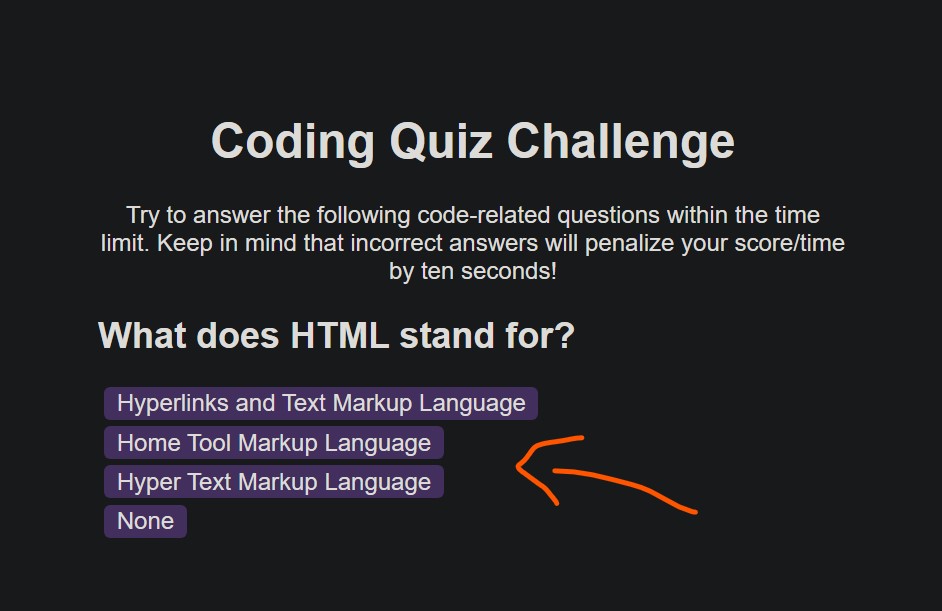 Coding Quiz Challenge
Try to answer the following code-related questions within the time
limit. Keep in mind that incorrect answers will penalize your score/time
by ten seconds!
What does HTML stand for?
Hyperlinks and Text Markup Language
Home Tool Markup Language
Hyper Text Markup Language
None